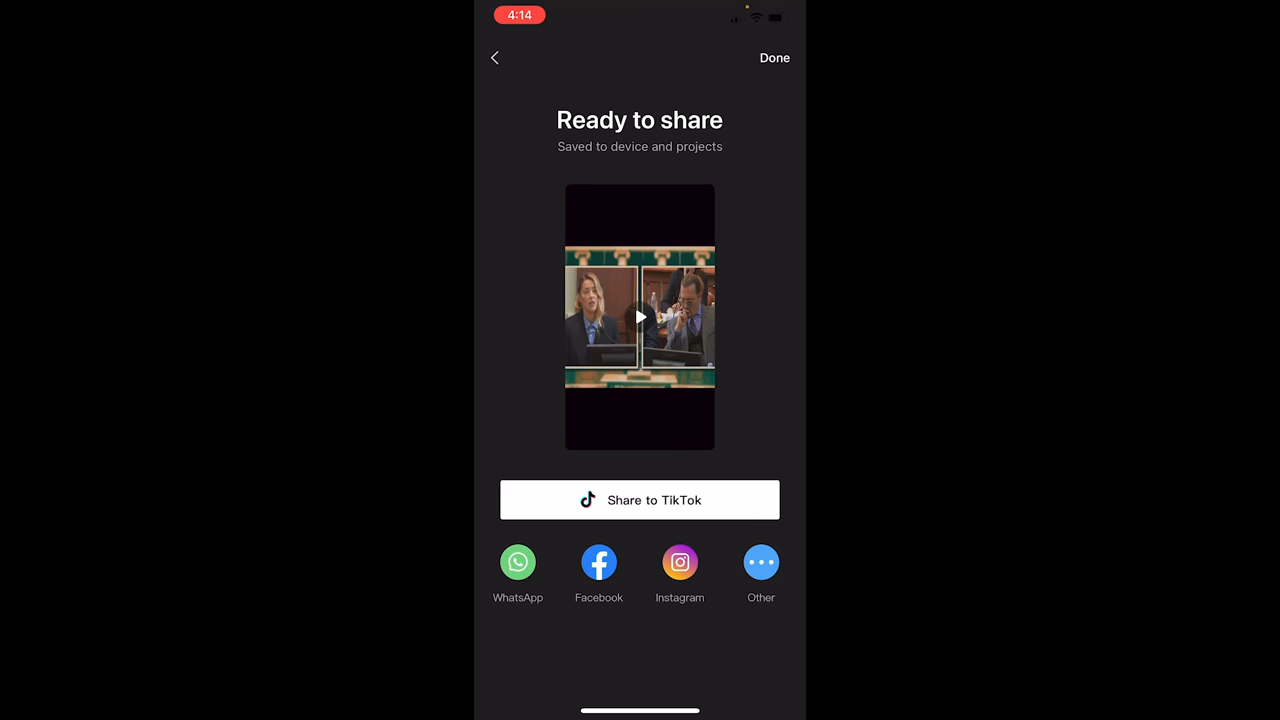 4:14
Done
Ready to share
Saved to device and projects
Share to TikTok
WhatsApp
Facebook
Instagram
Other